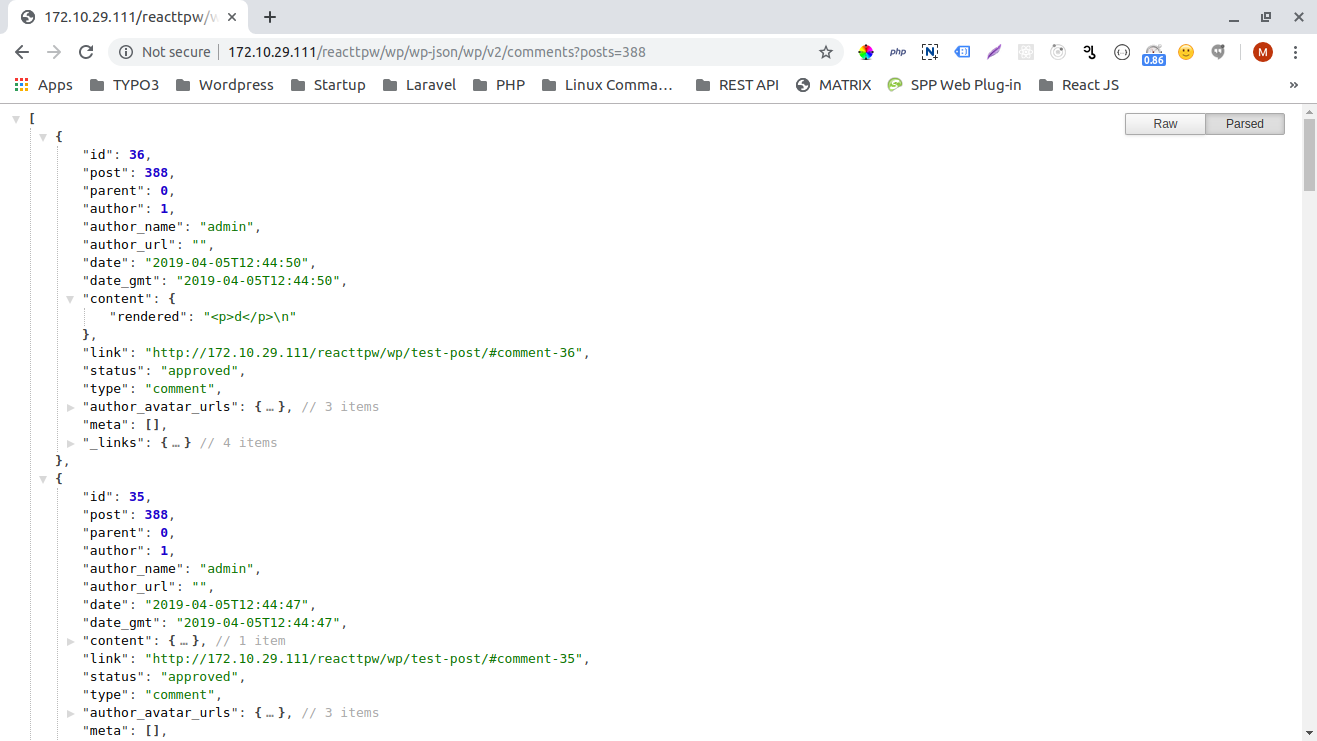 172.10.29.111/reacttpw/w
Not secure
172.10.29.111/reacttpw/wp/wp-json/wp/v2/comments?posts=388
php
N
0.86
M
Apps
TYPO3
Wordpress
Startup
Laravel
PHP
Linux Comma...
REST API
MATRIX
SPP Web Plug-in
React JS
»
Raw
Parsed
[
{
"id": 36,
"post": 388,
"parent": 0,
"author": 1,
"author_name": "admin",
"author_url": "",
"date": "2019-04-05T12:44:50",
"date_gmt": "2019-04-05T12:44:50",
"content": {
"rendered": "<p>d</p>\n"
},
"link": "http://172.10.29.111/reacttpw/wp/test-post/#comment-36",
"status": "approved",
"type": "comment",
"author_avatar_urls": {…}, // 3 items
"meta": [],
"_links": {…} // 4 items
},
{
"id": 35,
"post": 388,
"parent": 0,
"author": 1,
"author_name": "admin",
"author_url": "",
"date": "2019-04-05T12:44:47",
"date_gmt": "2019-04-05T12:44:47",
"content": {…}, // 1 item
"link": "http://172.10.29.111/reacttpw/wp/test-post/#comment-35",
"status": "approved",
"type": "comment",
"author_avatar_urls": {…}, // 3 items
"meta": [],